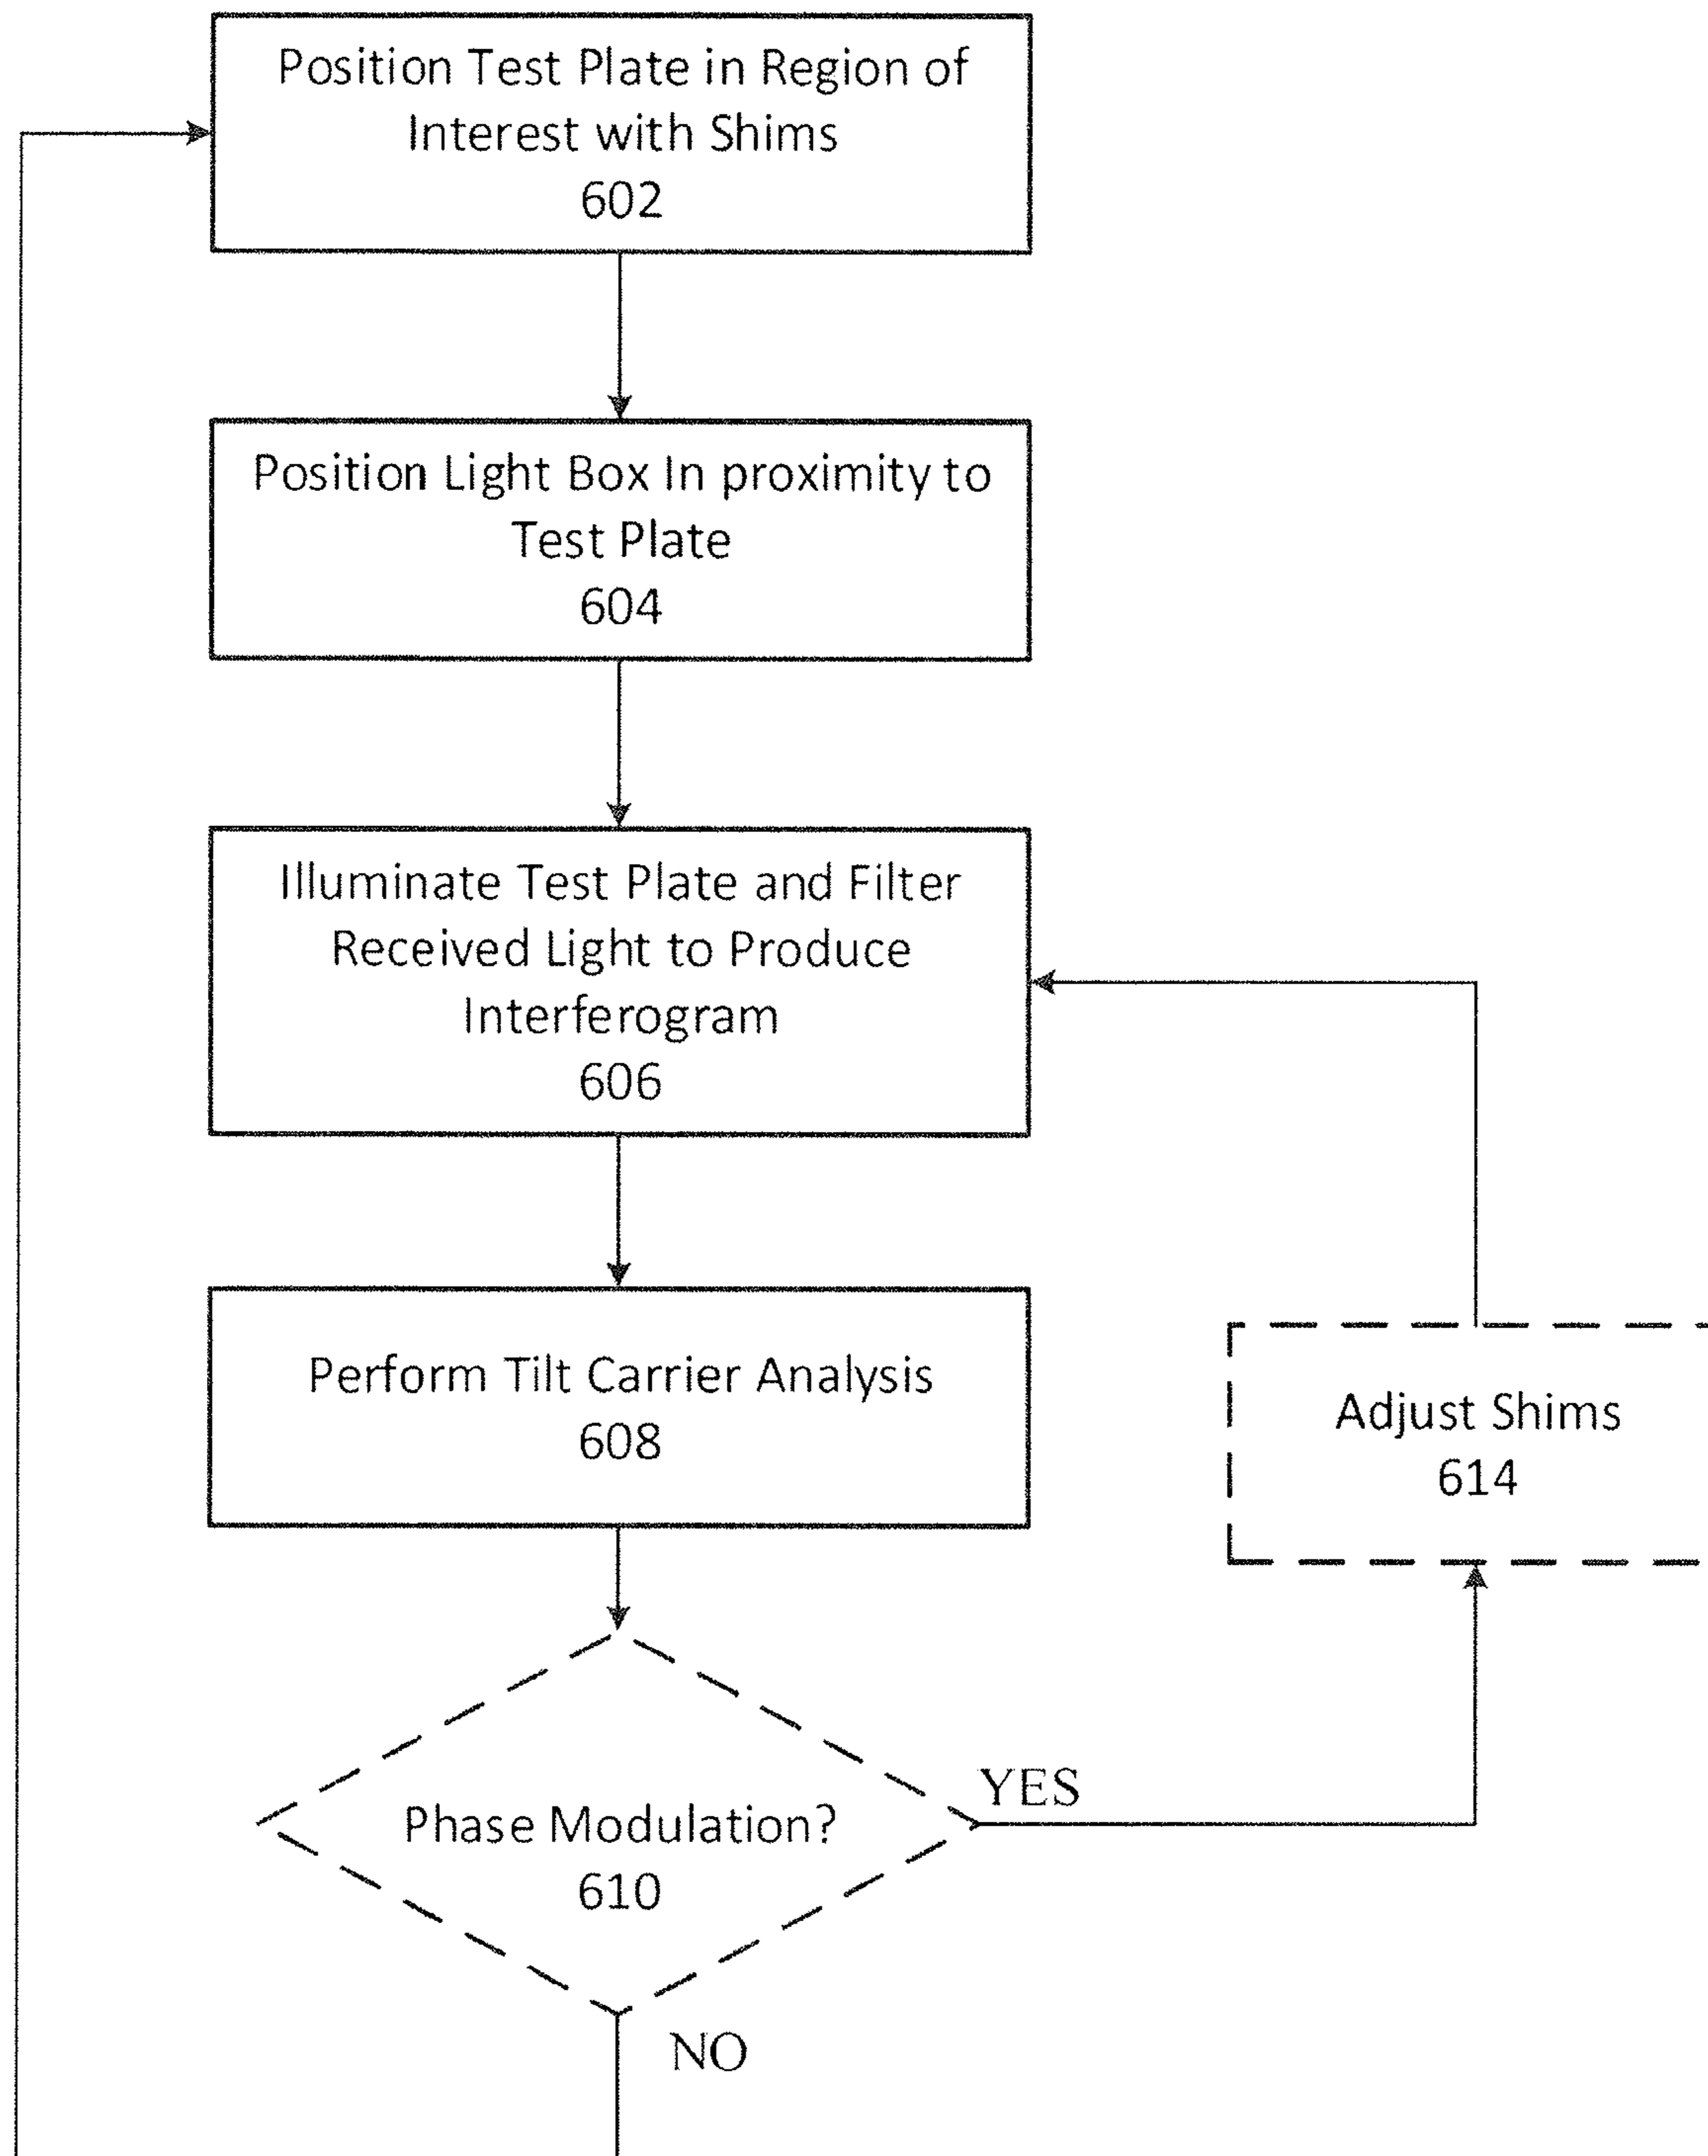 Position Test Plate in Region of
Interest with Shims
602
Position Light Box In proximity to
Test Plate
604
Illuminate Test Plate and Filter
Received Light to Produce
Interferogram
606
Perform Tilt Carrier Analysis
608
Adjust Shims
614
Phase Modulation?
610
YES
NO